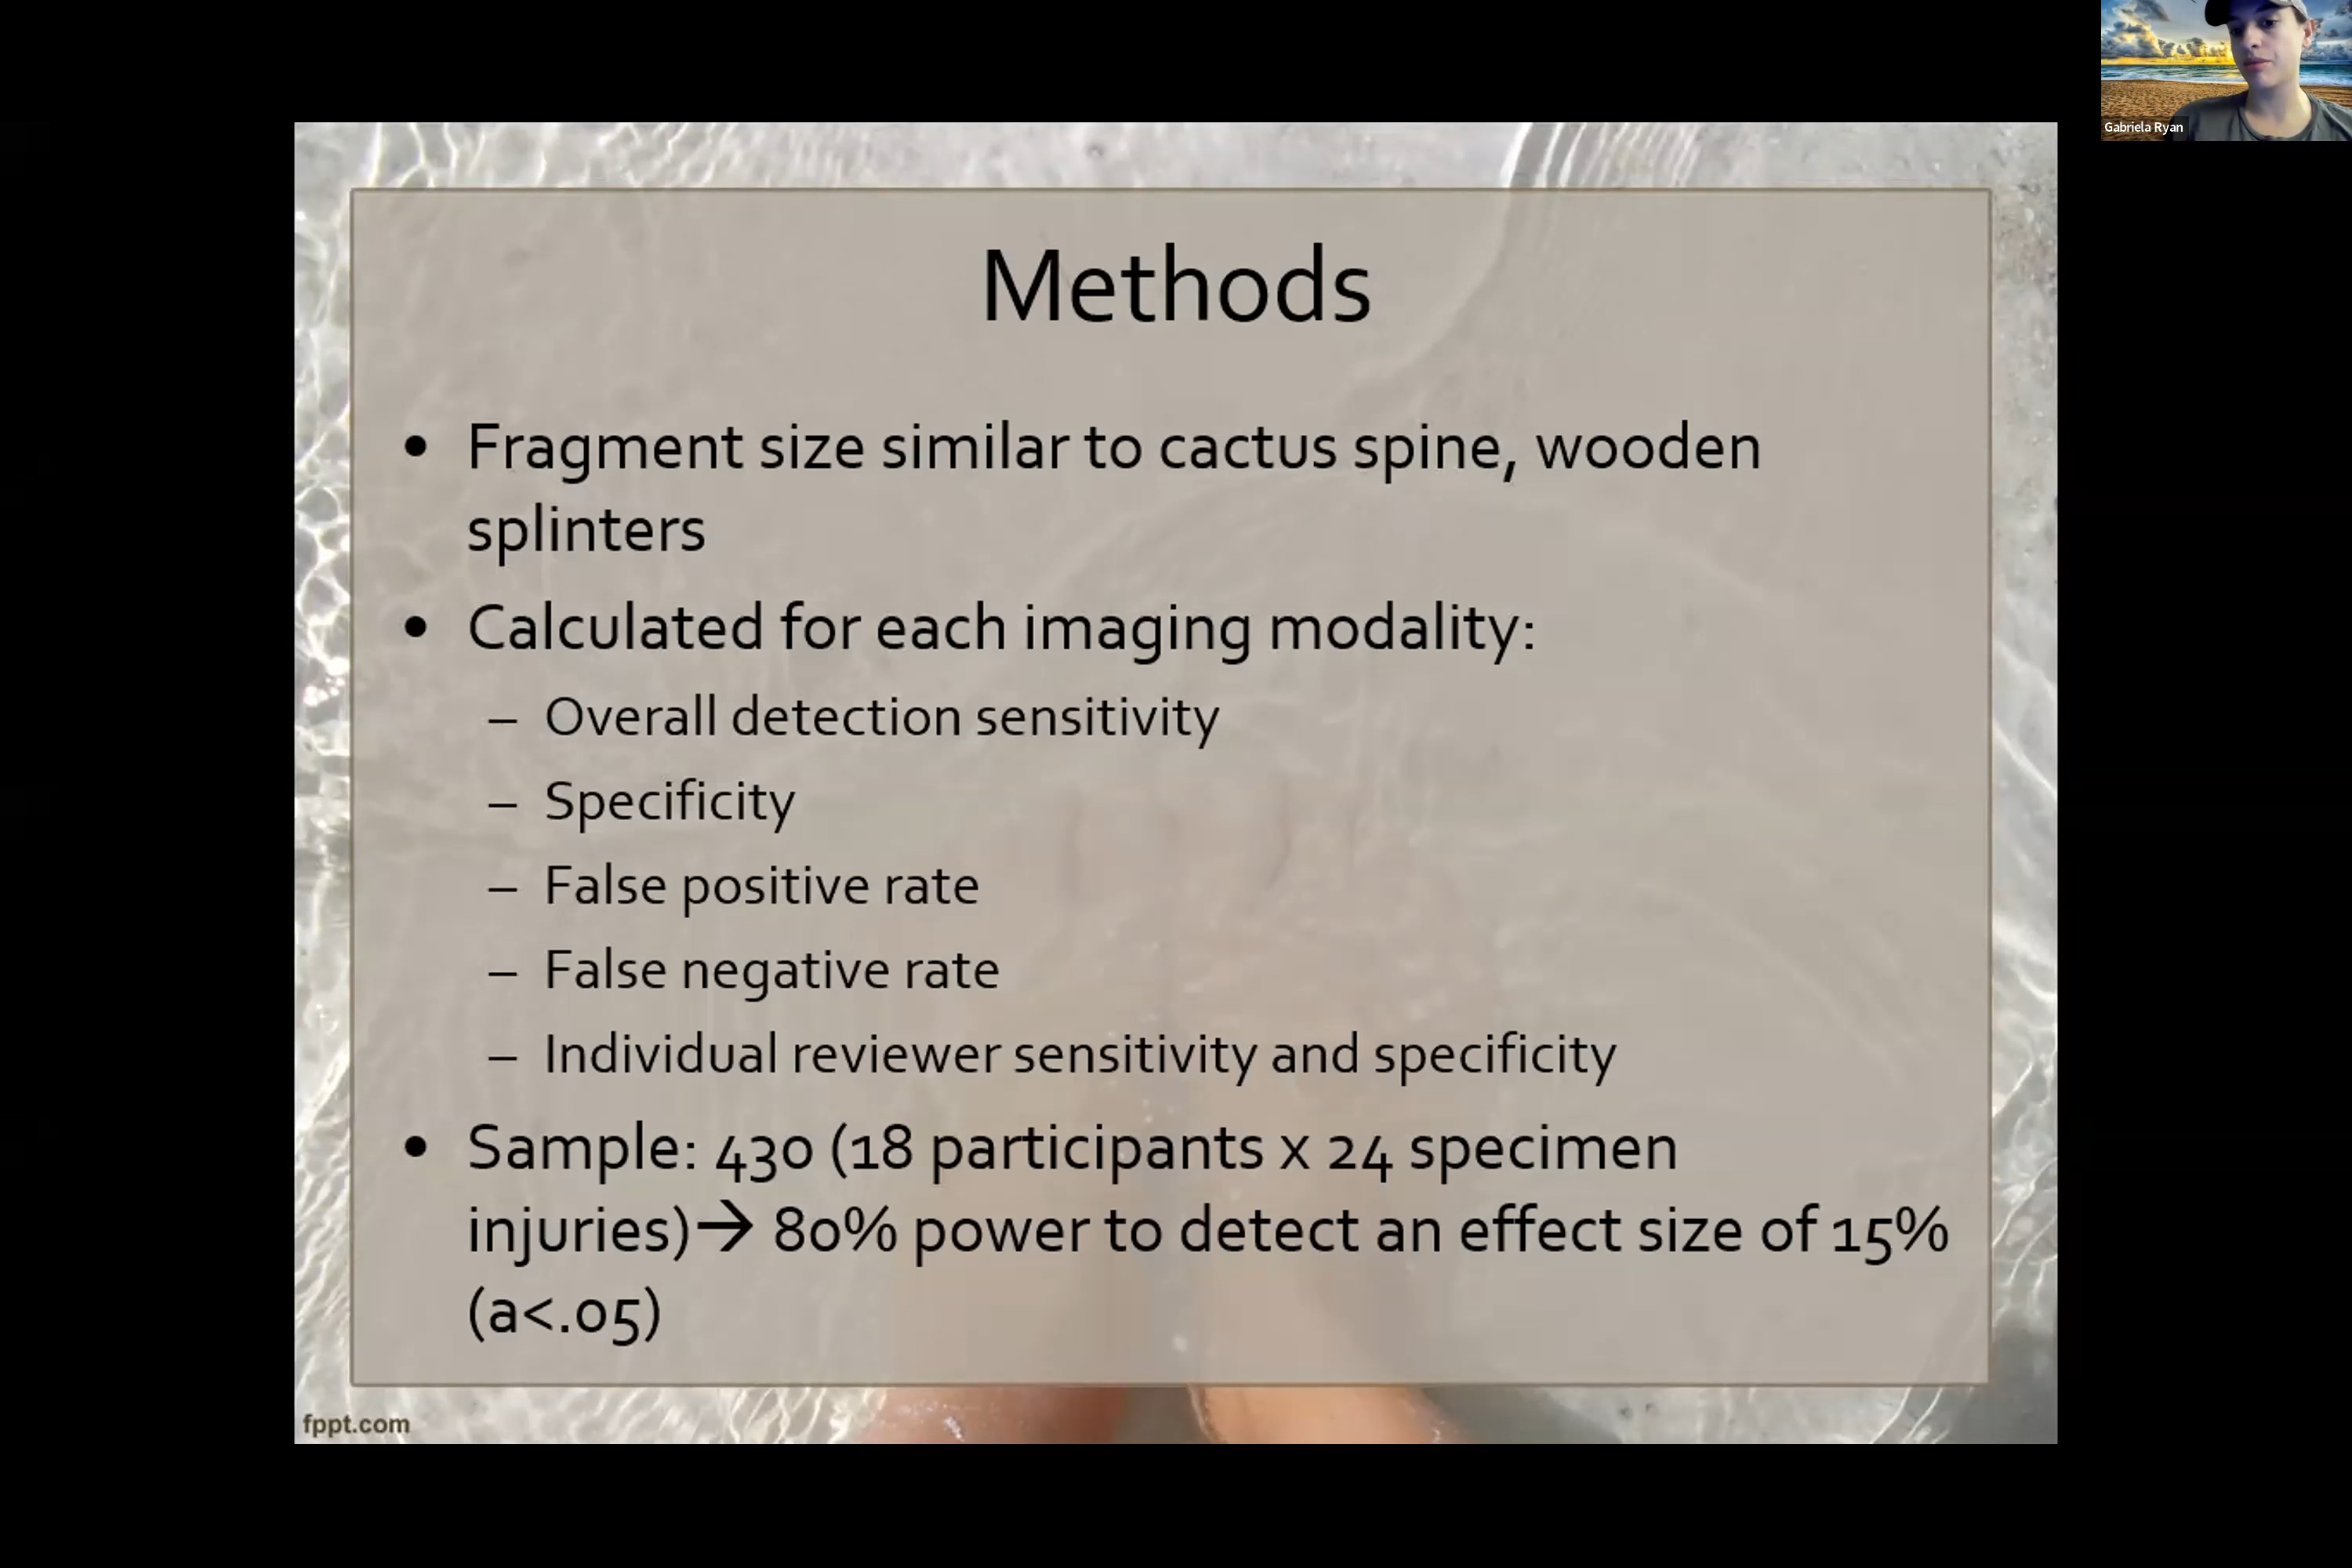 Gabriela Ryan
Methods
• Fragment size similar to cactus spine, wooden
splinters
• Calculated for each imaging modality:
– Overall detection sensitivity
– Specificity
– False positive rate
– False negative rate
– Individual reviewer sensitivity and specificity
• Sample: 430 (18 participants x 24 specimen
injuries)→ 80% power to detect an effect size of 15%
(a<.05)
fppt.com